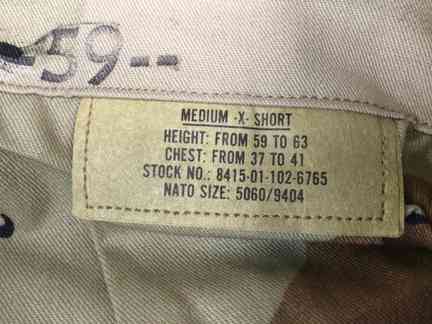 -59--
MEDIUM -X- SHORT
HEIGHT: FROM 59 TO 63
CHEST: FROM 37 TO 41
STOCK NO.: 8415-01-102-6765
NATO SIZE: 5060/9404